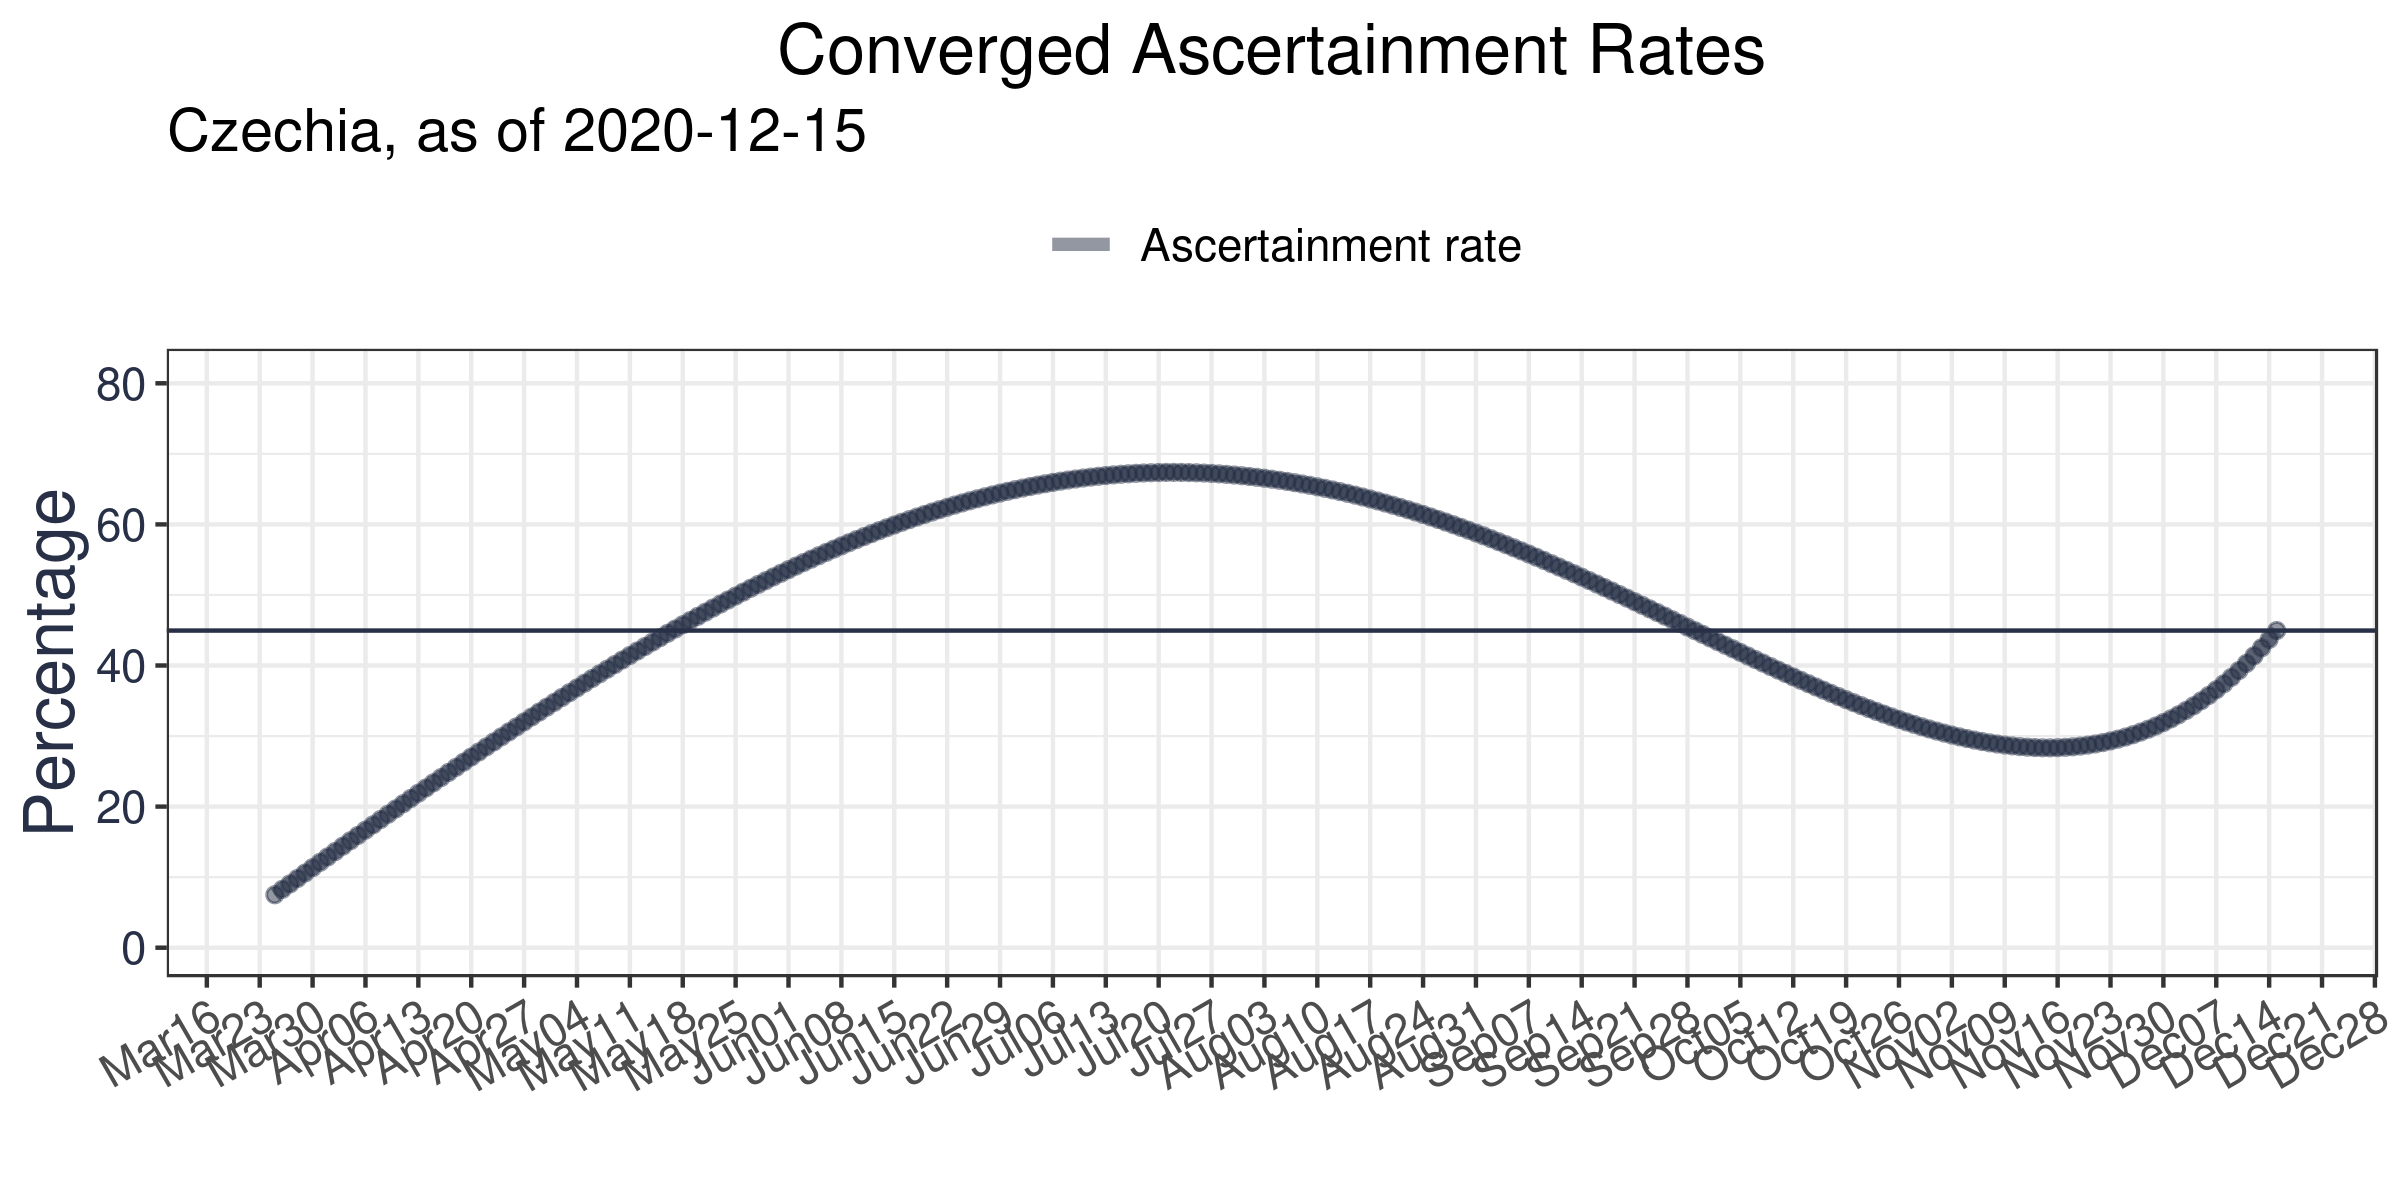 Converged Ascertainment Rates
Czechia, as of 2020-12-15
Ascertainment rate
Percentage
80
60
40
20
0
Mar16
Mar23
Mar30
Apr06
Apr13
Apr20
Apr27
May04
May11
May18
May25
Jun01
Jun08
Jun15
Jun22
Jun29
Jul06
Jul13
Jul20
Jul27
Aug03
Aug10
Aug17
Aug24
Aug31
Sep07
Sep14
Sep21
Sep28
Oct05
Oct12
Oct19
Oct26
Nov02
Nov09
Nov16
Nov23
Nov30
Dec07
Dec14
Dec21
Dec28